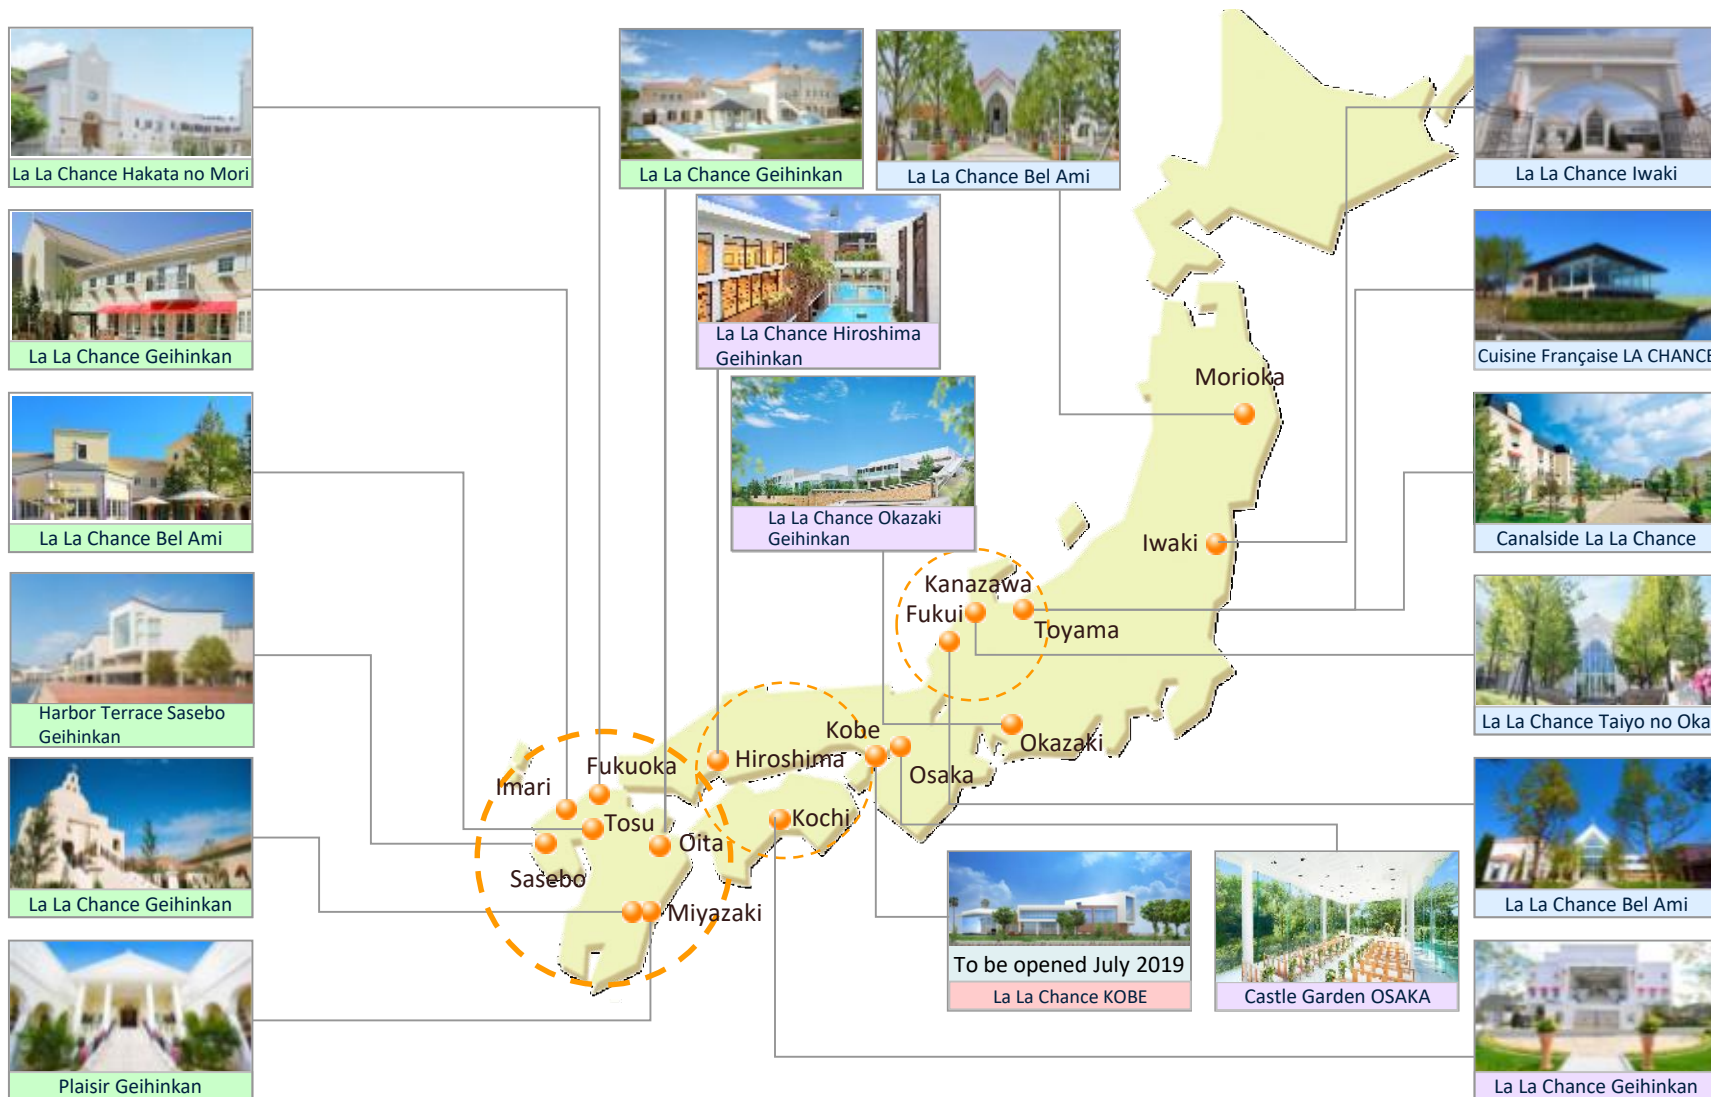 La La Chance Hakata no Mori
La La Chance Geihinkan
La La Chance Bel Ami
Harbor Terrace Sasebo
Geihinkan
La La Chance Geihinkan
Plaisir Geihinkan
La La Chance Geihinkan
La La Chance Bel Ami
La La Chance Hiroshima
Geihinkan
La La Chance Okazaki
Geihinkan
La La Chance Iwaki
Cuisine Française LA CHANCE
Canalside La La Chance
La La Chance Taiyo no Oka
La La Chance Bel Ami
La La Chance Geihinkan
Morioka
Iwaki
Kanazawa
Fukui
Toyama
Okazaki
Kobe
Osaka
Hiroshima
Kochi
Fukuoka
Imari
Tosu
Oita
Sasebo
Miyazaki
To be opened July 2019
La La Chance KOBE
Castle Garden OSAKA